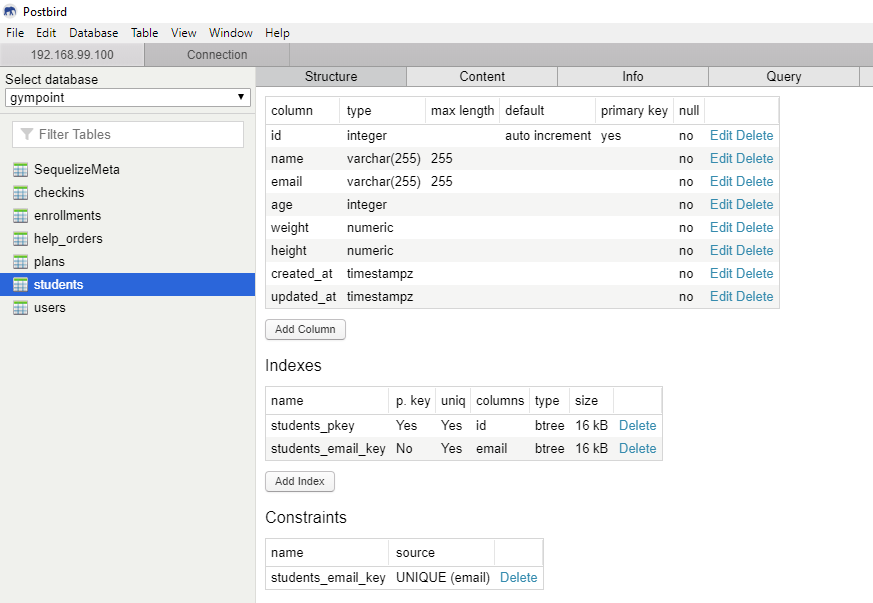 Postbird
File Edit Database Table View Window Help
192.168.99.100 Connection
Select database
gympoint
Filter Tables
SequelizeMeta
checkins
enrollments
help_orders
plans
students
users
Structure Content Info Query
column type max length default primary key null
id integer auto increment yes no Edit Delete
name varchar(255) 255 no Edit Delete
email varchar(255) 255 no Edit Delete
age integer no Edit Delete
weight numeric no Edit Delete
height numeric no Edit Delete
created_at timestampz no Edit Delete
updated_at timestampz no Edit Delete
Add Column
Indexes
name p. key uniq columns type size
students_pkey Yes Yes id btree 16 kB Delete
students_email_key No Yes email btree 16 kB Delete
Add Index
Constraints
name source
students_email_key UNIQUE (email) Delete